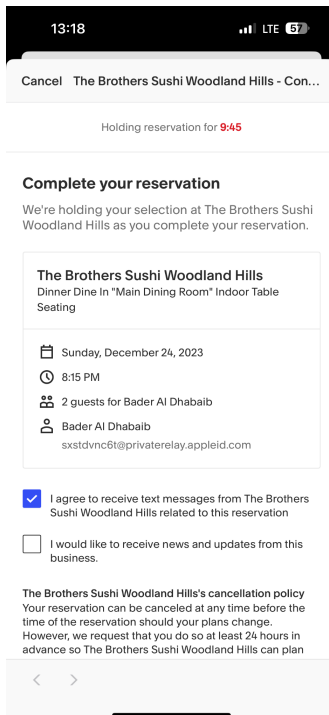 13:18
LTE 57
Cancel The Brothers Sushi Woodland Hills - Con...
Holding reservation for 9:45
Complete your reservation
We're holding your selection at The Brothers Sushi
Woodland Hills as you complete your reservation.
The Brothers Sushi Woodland Hills
Dinner Dine In "Main Dining Room" Indoor Table
Seating
Sunday, December 24, 2023
8:15 PM
2 guests for Bader Al Dhabaib
Bader Al Dhabaib
sxstdvnc6t@privaterelay.appleid.com
I agree to receive text messages from The Brothers
Sushi Woodland Hills related to this reservation
I would like to receive news and updates from this
business.
The Brothers Sushi Woodland Hills's cancellation policy
Your reservation can be canceled at any time before the
time of the reservation should your plans change.
However, we request that you do so at least 24 hours in
advance so The Brothers Sushi Woodland Hills can plan